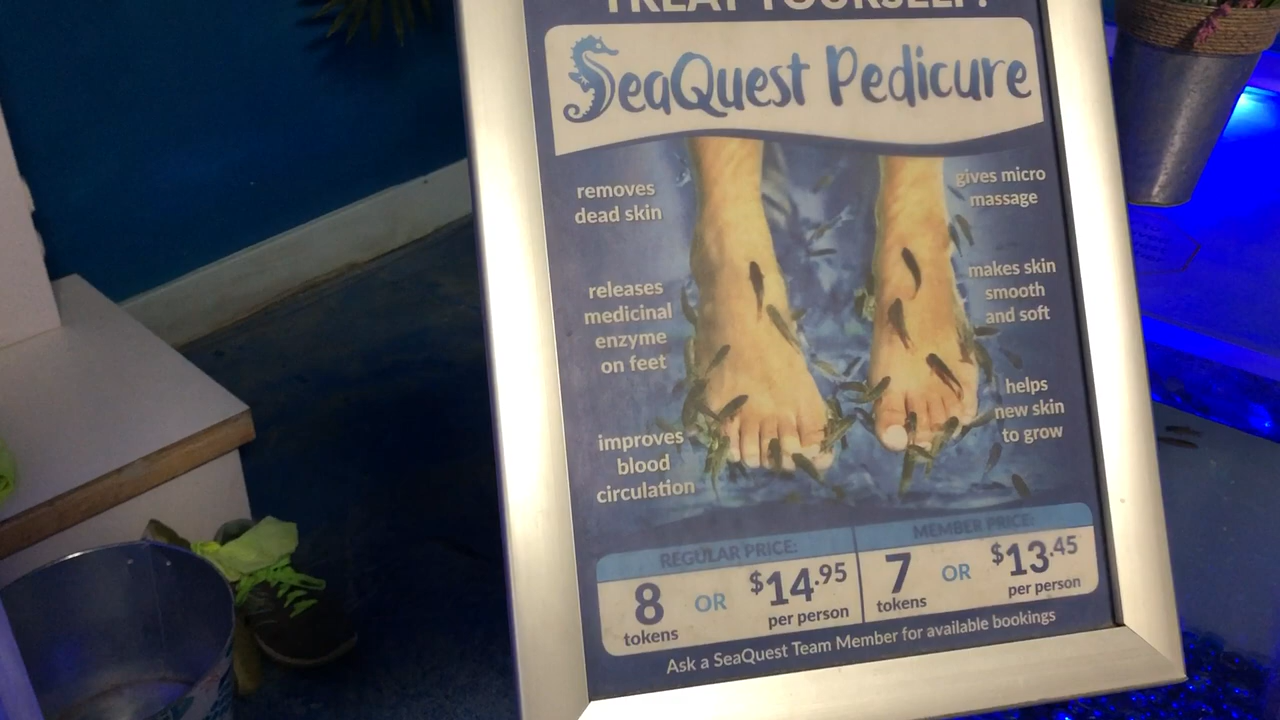 TREAT YOURSELF!
SeaQuest Pedicure
removes
dead skin
releases
medicinal
enzyme
on feet
improves
blood
circulation
gives micro
massage
makes skin
smooth
and soft
helps
new skin
to grow
REGULAR PRICE:
8 OR $14.95
tokens per person
MEMBER PRICE:
7 OR $13.45
tokens per person
Ask a SeaQuest Team Member for available bookings